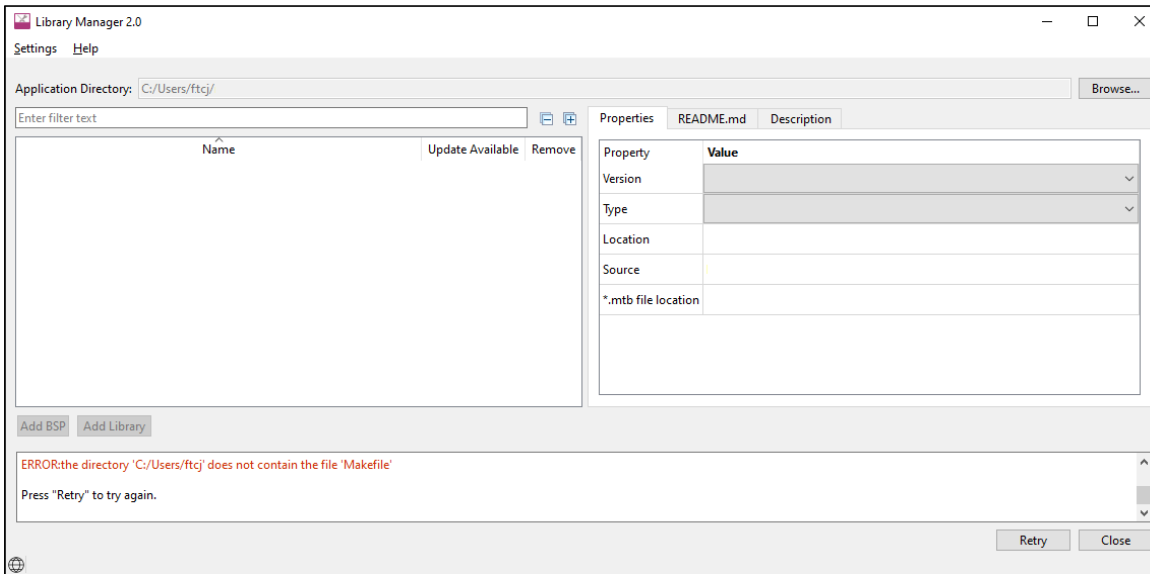 Library Manager 2.0
Settings Help
Application Directory: C:/Users/ftcj/ Browse...
Enter filter text
Name Update Available Remove
Properties README.md Description
Property Value
Version
Type
Location
Source
*.mtb file location
Add BSP Add Library
ERROR:the directory 'C:/Users/ftcj' does not contain the file 'Makefile'
Press "Retry" to try again.
Retry Close